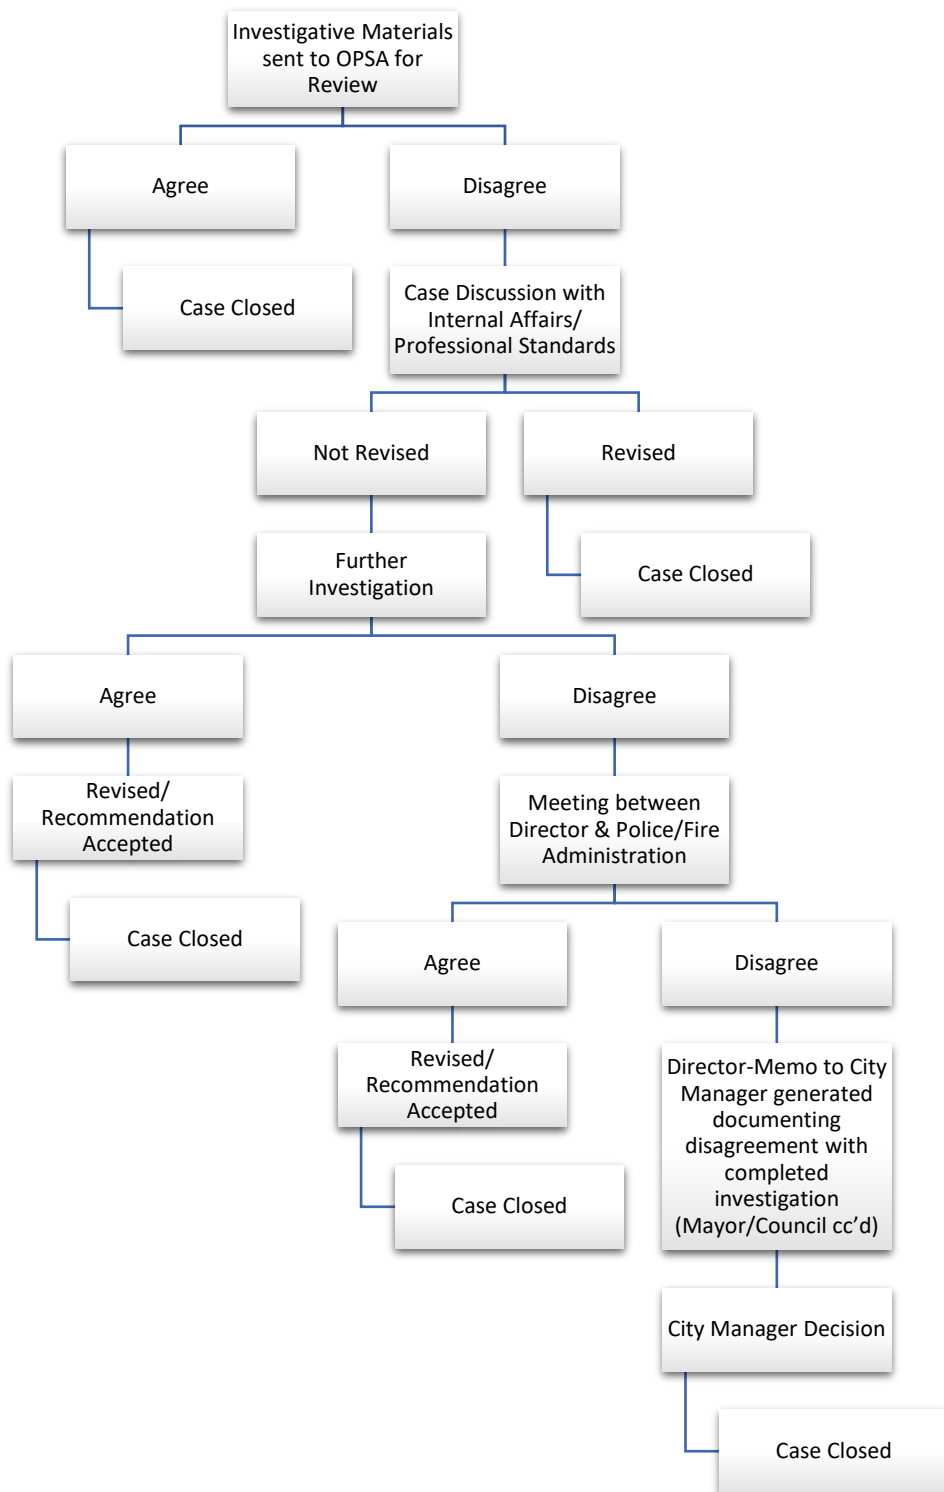 Investigative Materials
sent to OPSA for
Review
Agree
Disagree
Case Closed
Case Discussion with
Internal Affairs/
Professional Standards
Not Revised
Revised
Further
Investigation
Case Closed
Agree
Disagree
Revised/
Recommendation
Accepted
Meeting between
Director & Police/Fire
Administration
Case Closed
Agree
Disagree
Revised/
Recommendation
Accepted
Director-Memo to City
Manager generated
documenting
disagreement with
completed
investigation
(Mayor/Council cc’d)
Case Closed
City Manager Decision
Case Closed